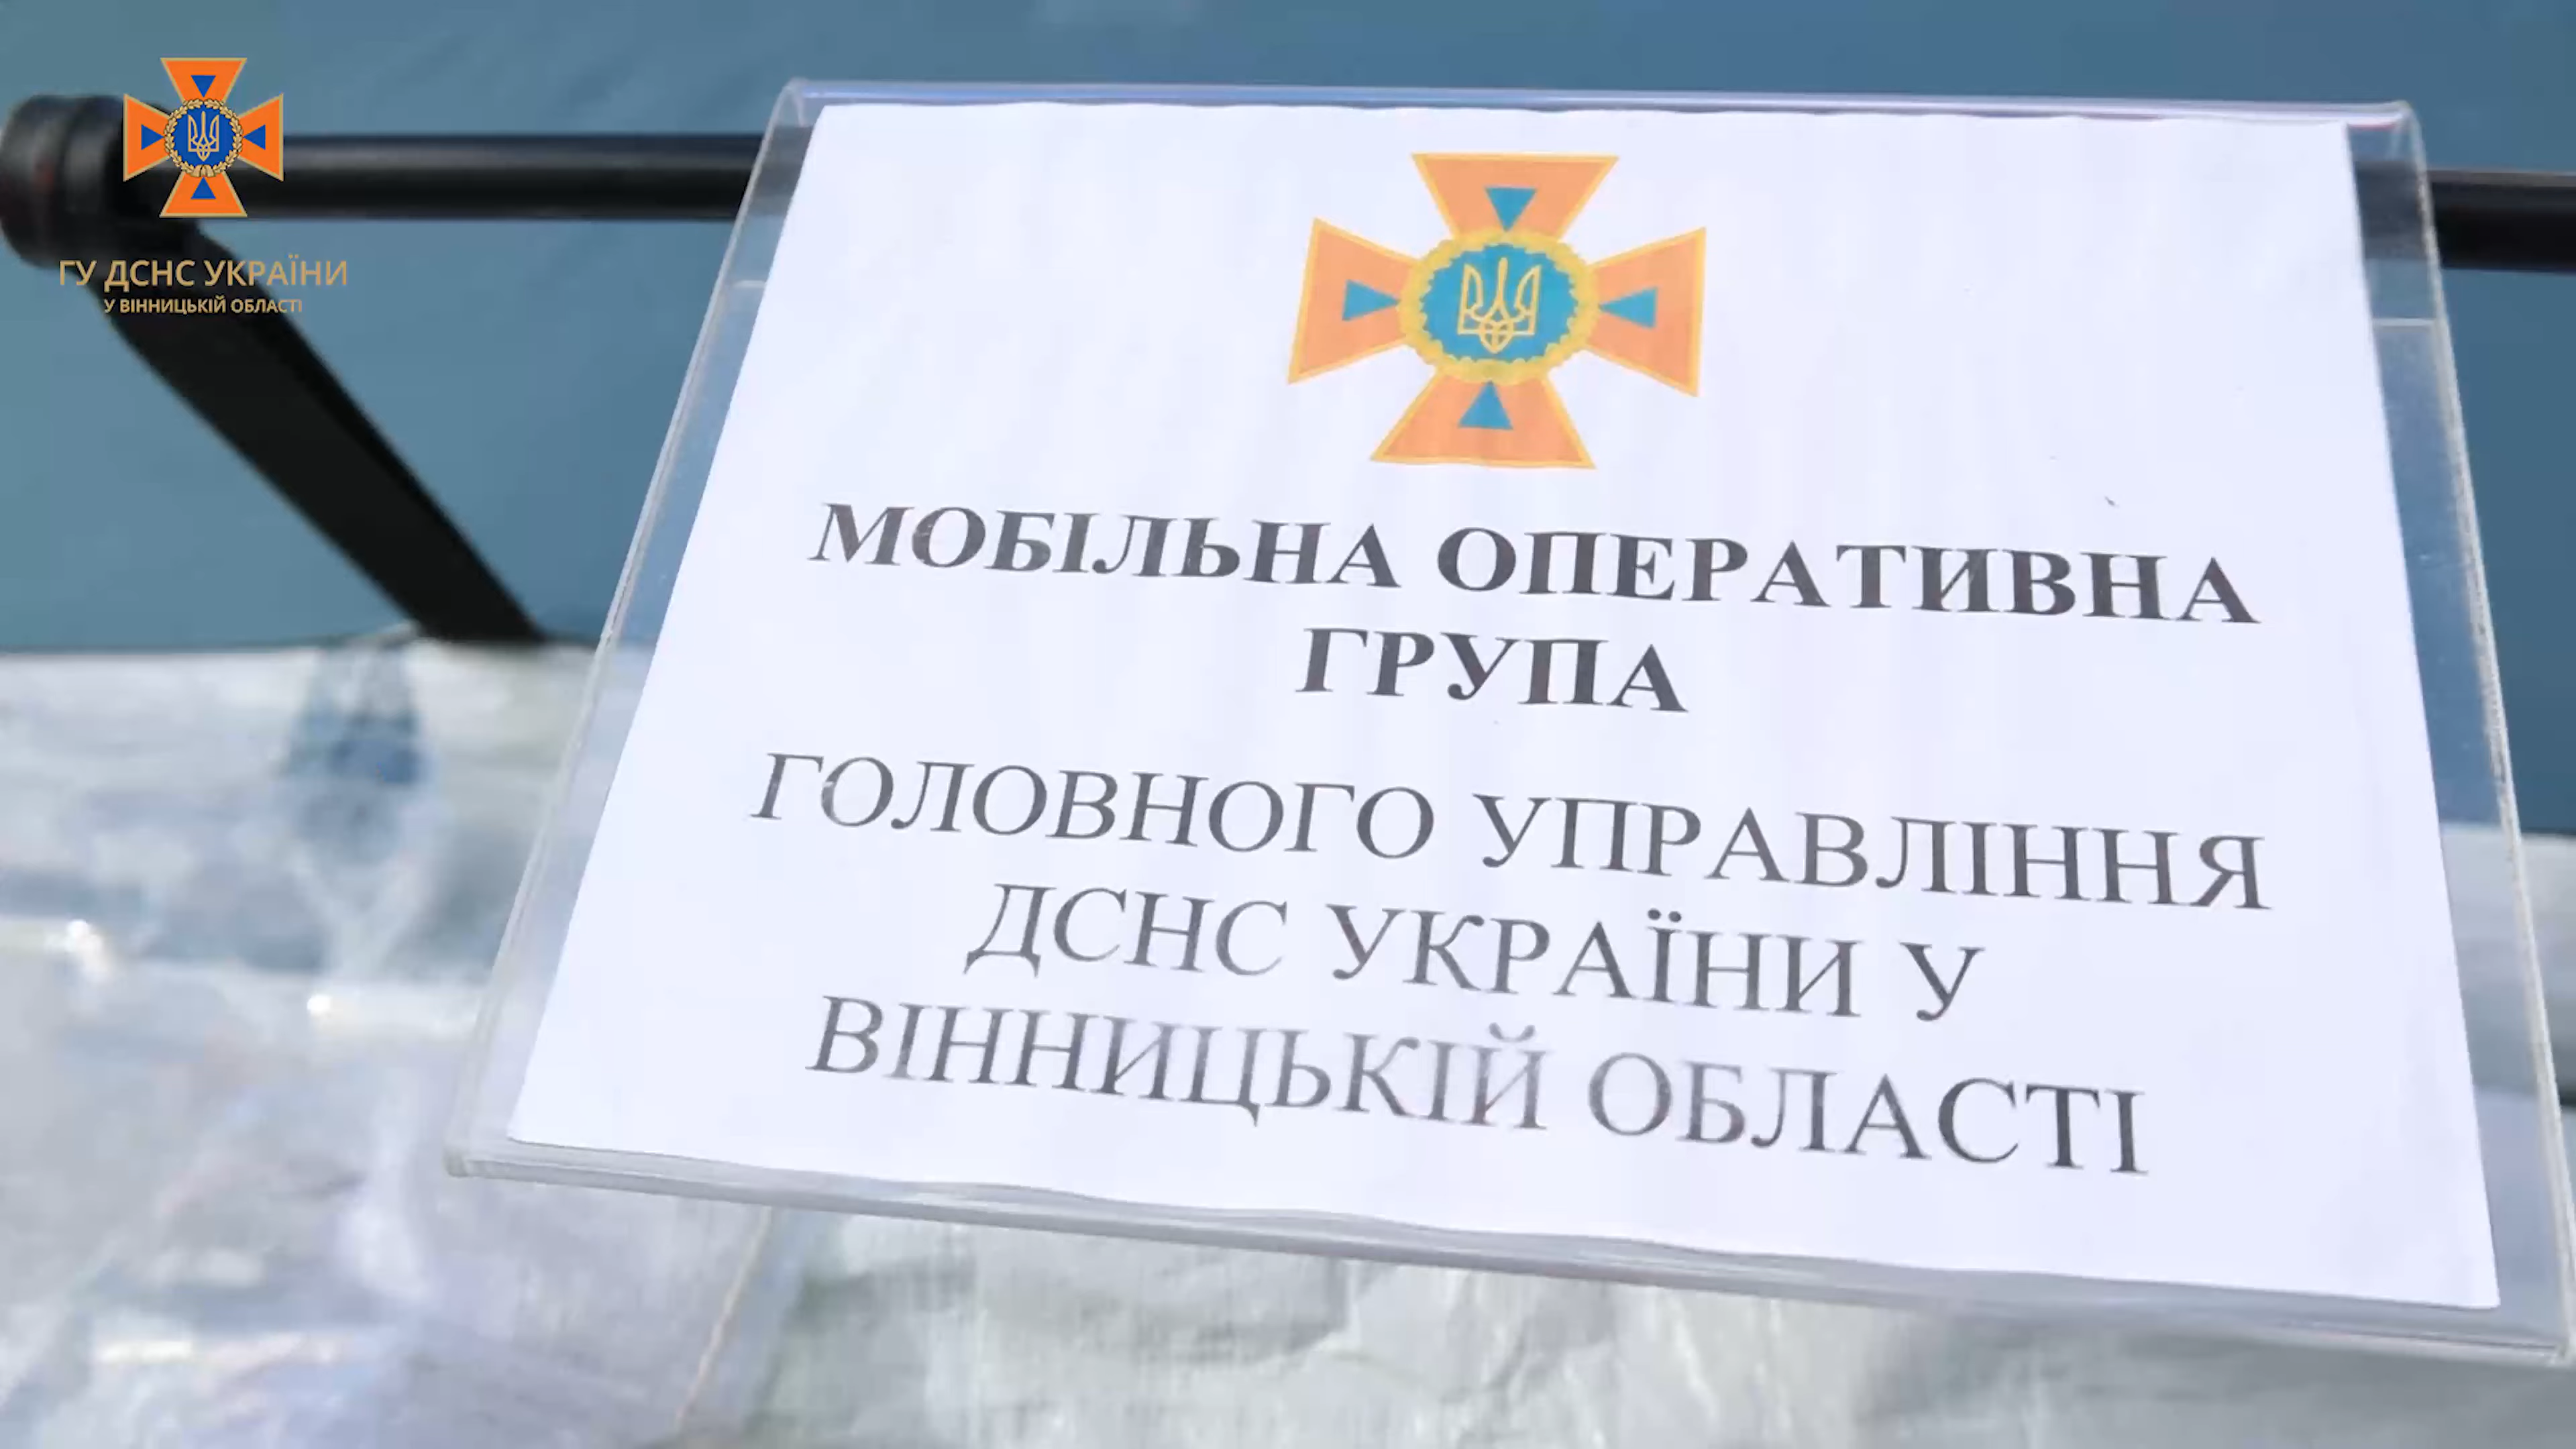 ГУ ДСНС УКРАЇНИ
У ВІННИЦЬКІЙ ОБЛАСТІ
МОБІЛЬНА ОПЕРАТИВНА
ГРУПА
ГОЛОВНОГО УПРАВЛІННЯ
ДСНС УКРАЇНИ У
ВІННИЦЬКІЙ ОБЛАСТІ